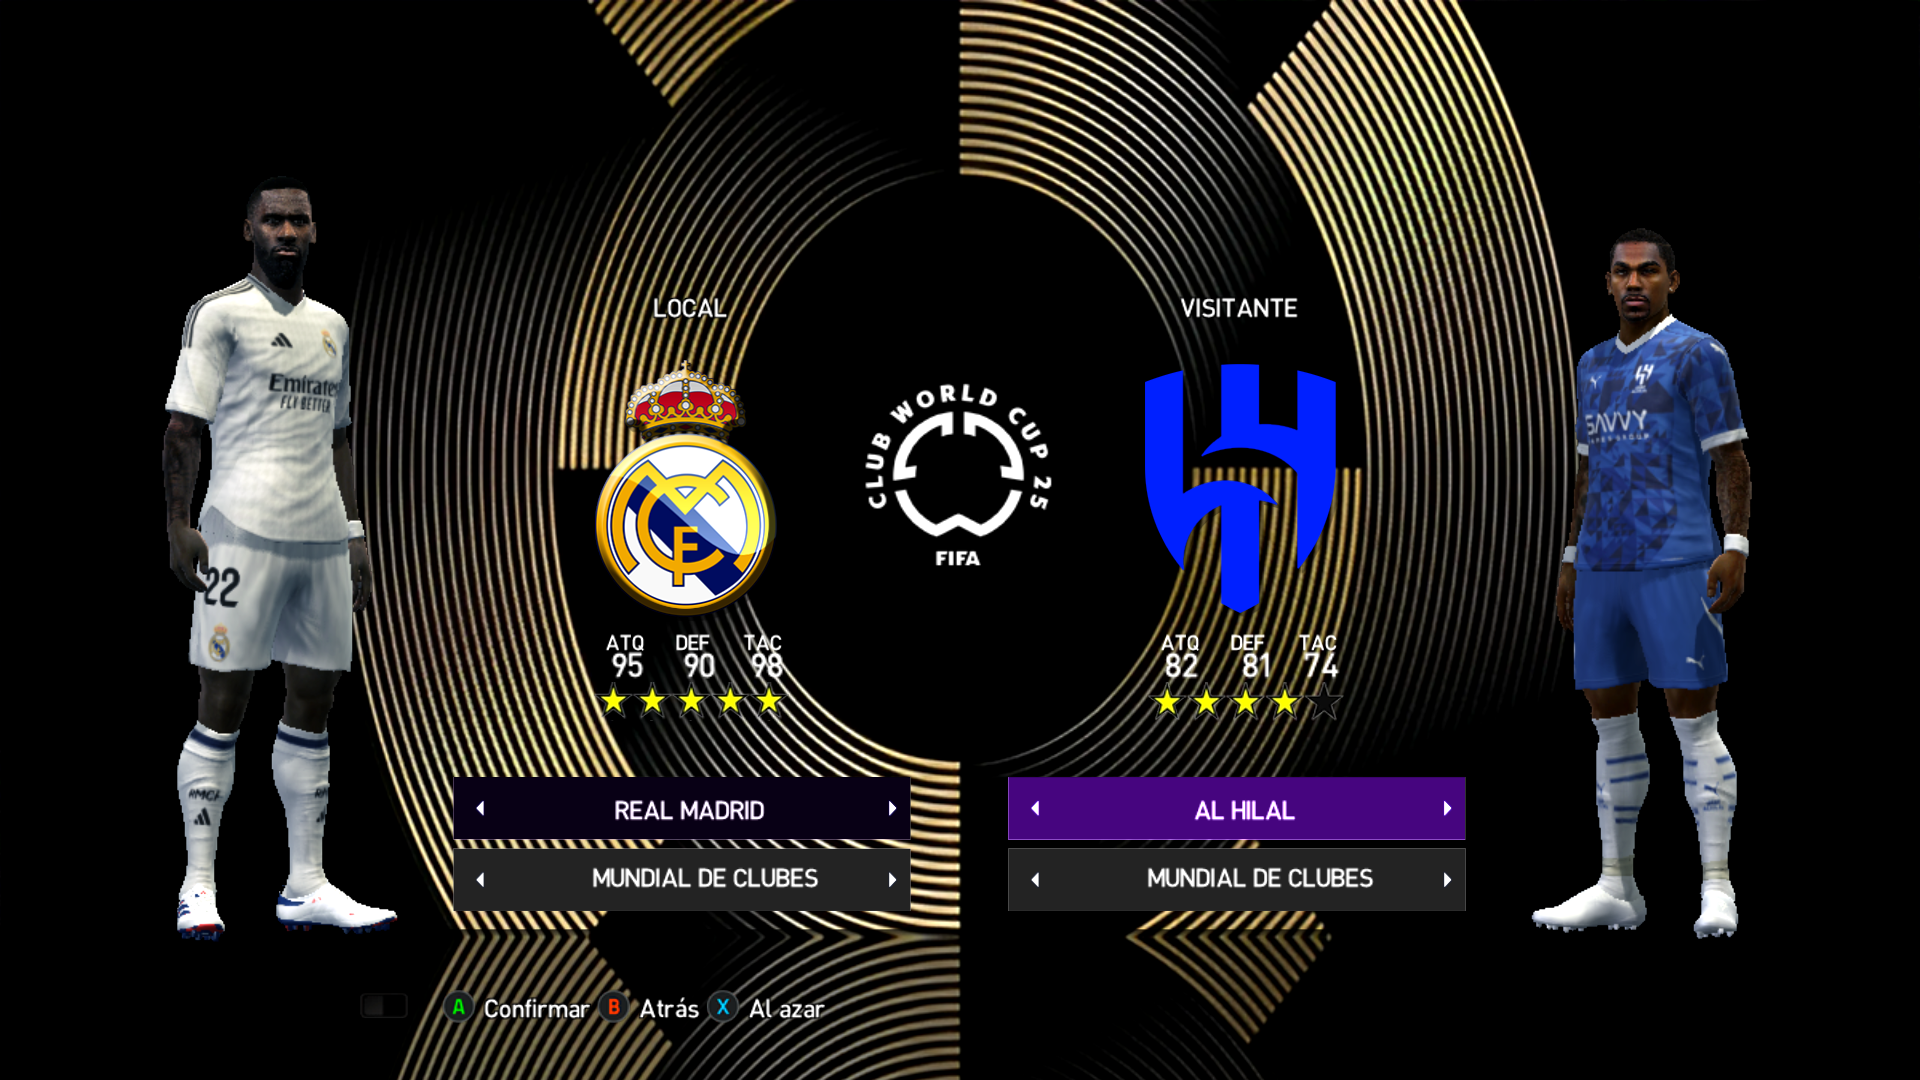 LOCAL
VISITANTE
CLUB WORLD CUP 25
FIFA
Emirates
FLY BETTER
22
RMCF
SAVVY
ATQ DEF TAC
95 90 98
ATQ DEF TAC
82 81 74
REAL MADRID
AL HILAL
MUNDIAL DE CLUBES
MUNDIAL DE CLUBES
A Confirmar B Atrás X Al azar